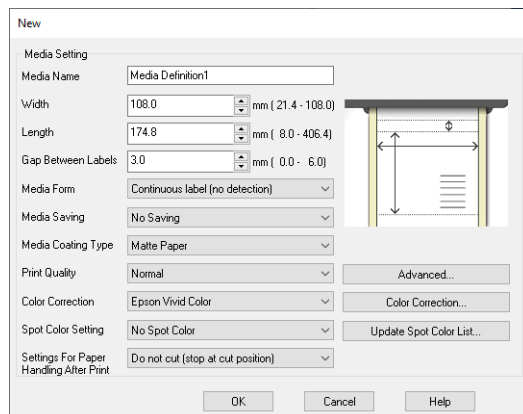 New
Media Setting
Media Name Media Definition1
Width 108.0 mm ( 21.4 - 108.0)
Length 174.8 mm ( 8.0 - 406.4)
Gap Between Labels 3.0 mm ( 0.0 - 6.0)
Media Form Continuous label (no detection)
Media Saving No Saving
Media Coating Type Matte Paper
Print Quality Normal Advanced...
Color Correction Epson Vivid Color Color Correction...
Spot Color Setting No Spot Color Update Spot Color List...
Settings For Paper Do not cut (stop at cut position)
Handling After Print
OK Cancel Help